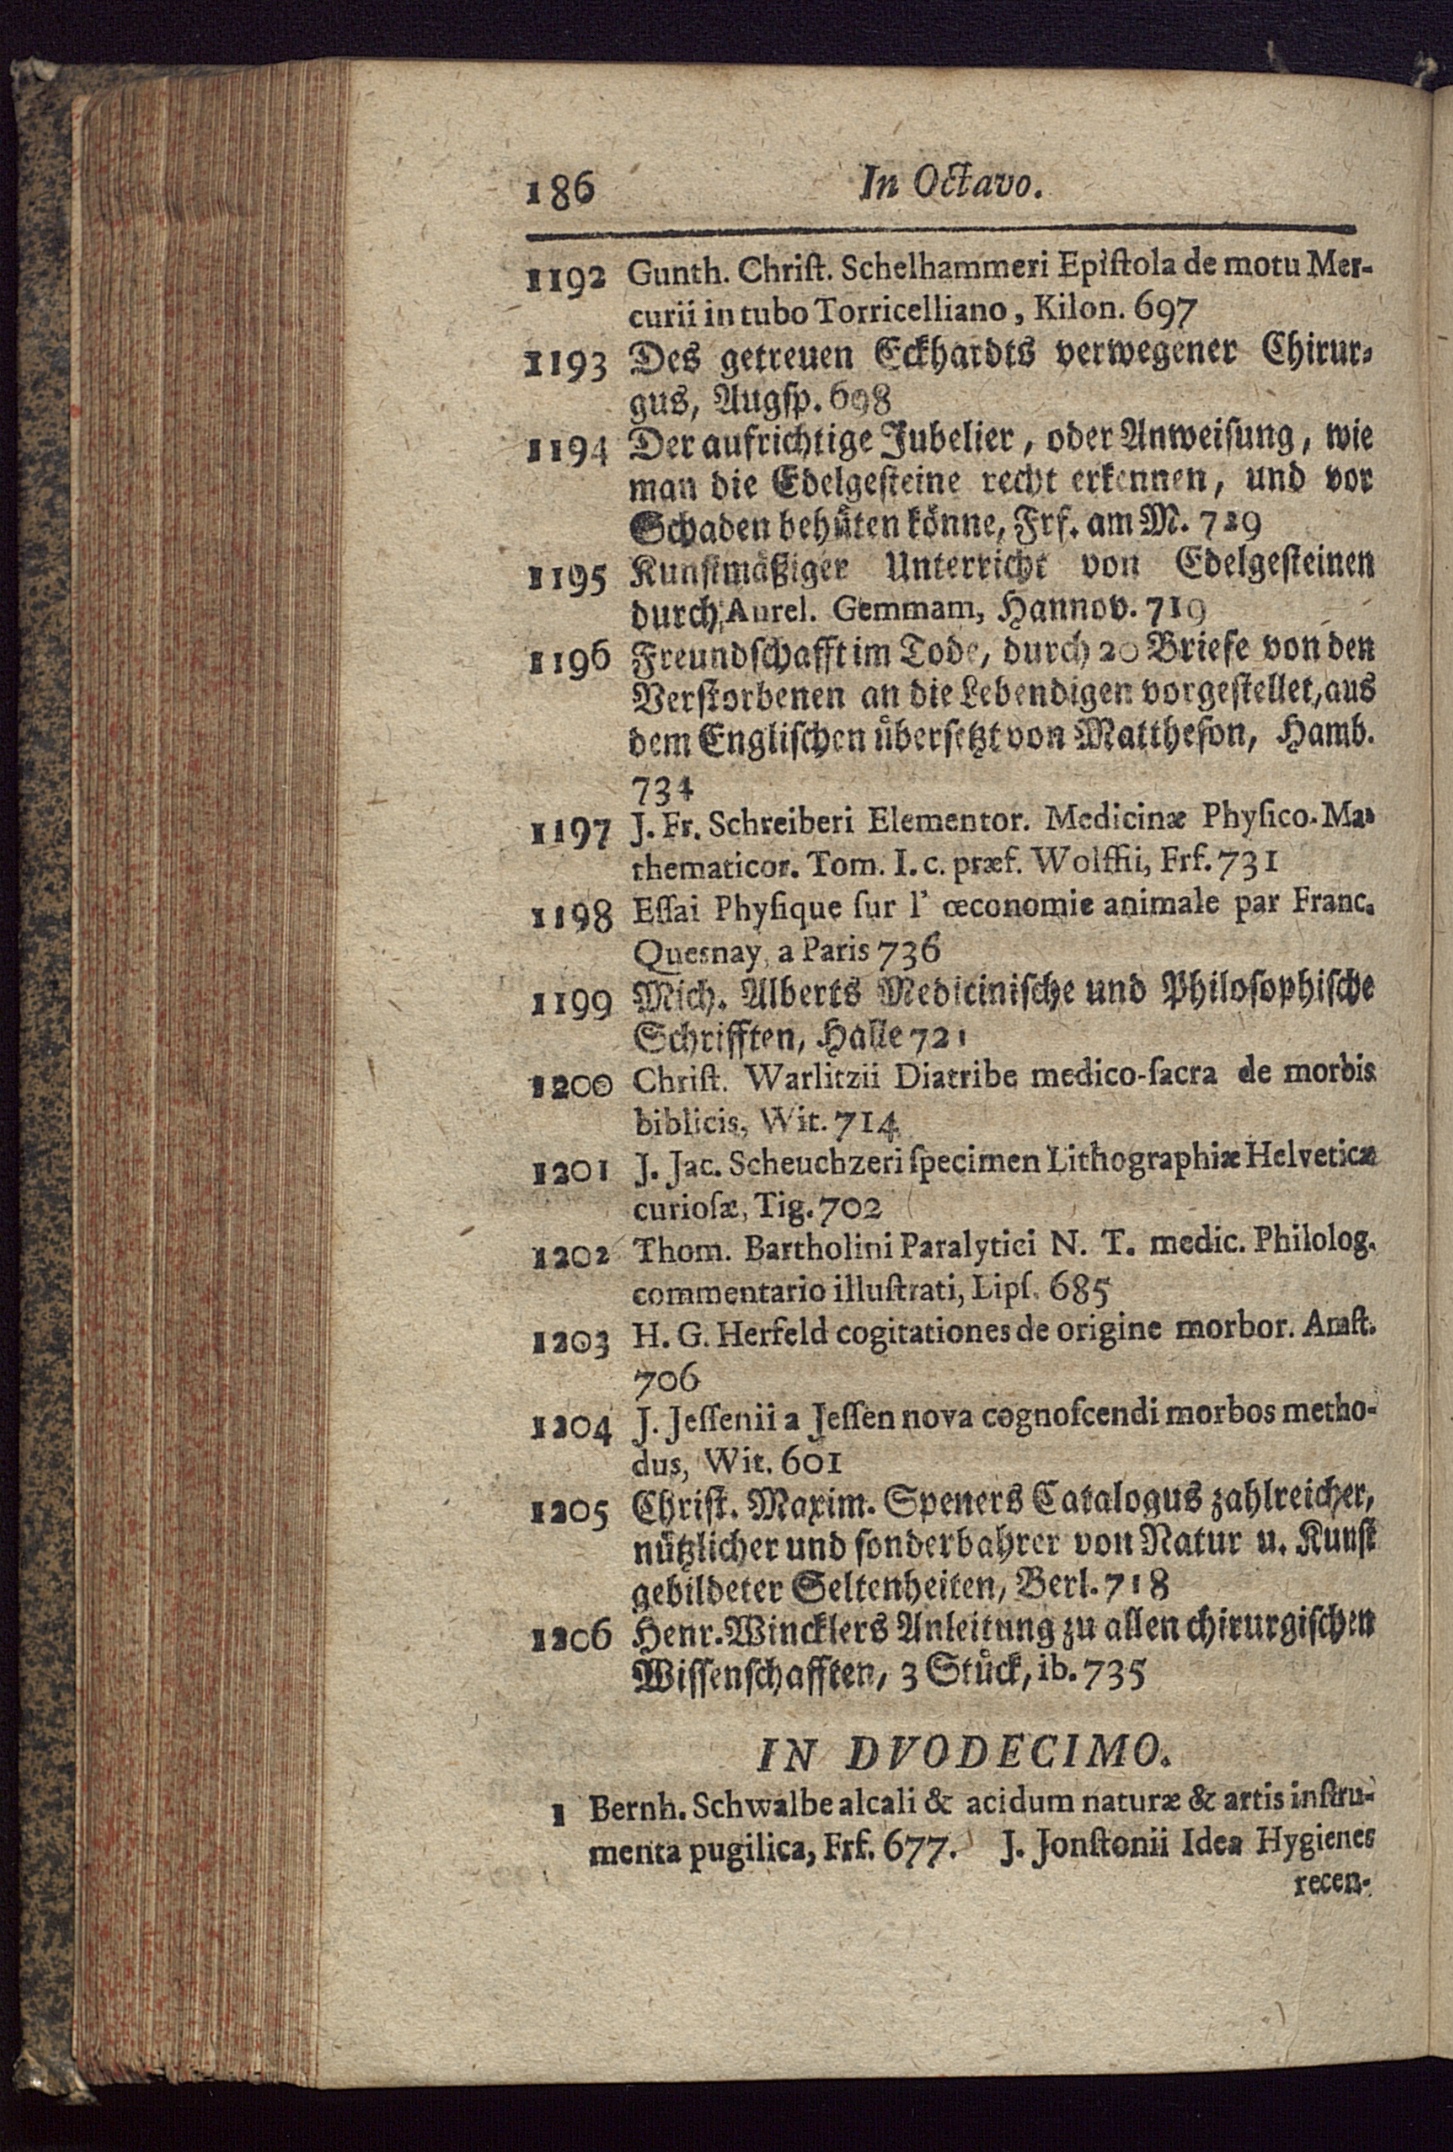 186 In Octavo.
1192 Gunth. Chriſt. Schelhammeri Epiſtola de motu Mer-
curii in tubo Torricelliano, Kilon. 697
1193 Des getreuen Eckhardts verwegener Chirur-
gus, Augſp. 698
1194 Der aufrichtige Jubelier, oder Anweiſung, wie
man die Edelgeſteine recht erkennen, und vor
Schaden behüten könne, Frf. am M. 729
1195 Kunſtmäßiger Unterricht von Edelgeſteinen
durch Aurel. Gemmam, Hannov. 719
1196 Freundſchafft im Tode, durch 20 Briefe von den
Verſtorbenen an die Lebendigen vorgeſtellet, aus
dem Engliſchen überſetzt von Mattheſon, Hamb.
734
1197 J. Fr. Schreiberi Elementor. Medicinæ Phyſico-Ma-
thematicor. Tom. I. c. præf. Wolffii, Frf. 731
1198 Eſſai Phyſique ſur l' œconomie animale par Franc.
Quesnay, a Paris 736
1199 Mich. Alberts Mediciniſche und Philoſophiſche
Schrifften, Halle 721
1200 Chriſt. Warlitzii Diatribe medico-ſacra de morbis
biblicis, Wit. 714
1201 J. Jac. Scheuchzeri ſpecimen Lithographiæ Helveticæ
curioſæ, Tig. 702
1202 Thom. Bartholini Paralytici N. T. medic. Philolog.
commentario illuſtrati, Lipſ. 685
1203 H. G. Herfeld cogitationes de origine morbor. Amſt.
706
1204 J. Jeſſenii a Jeſſen nova cognoſcendi morbos metho-
dus, Wit. 601
1205 Chriſt. Maxim. Speners Catalogus zahlreicher,
nützlicher und ſonderbahrer von Natur u. Kunſt
gebildeter Seltenheiten, Berl. 718
1206 Henr. Wincklers Anleitung zu allen chirurgiſchen
Wiſſenſchafften, 3 Stück, ib. 735
IN DVODECIMO.
1 Bernh. Schwalbe alcali & acidum naturæ & artis inſtru-
menta pugilica, Frf. 677. J. Jonſtonii Idea Hygienes
recen-